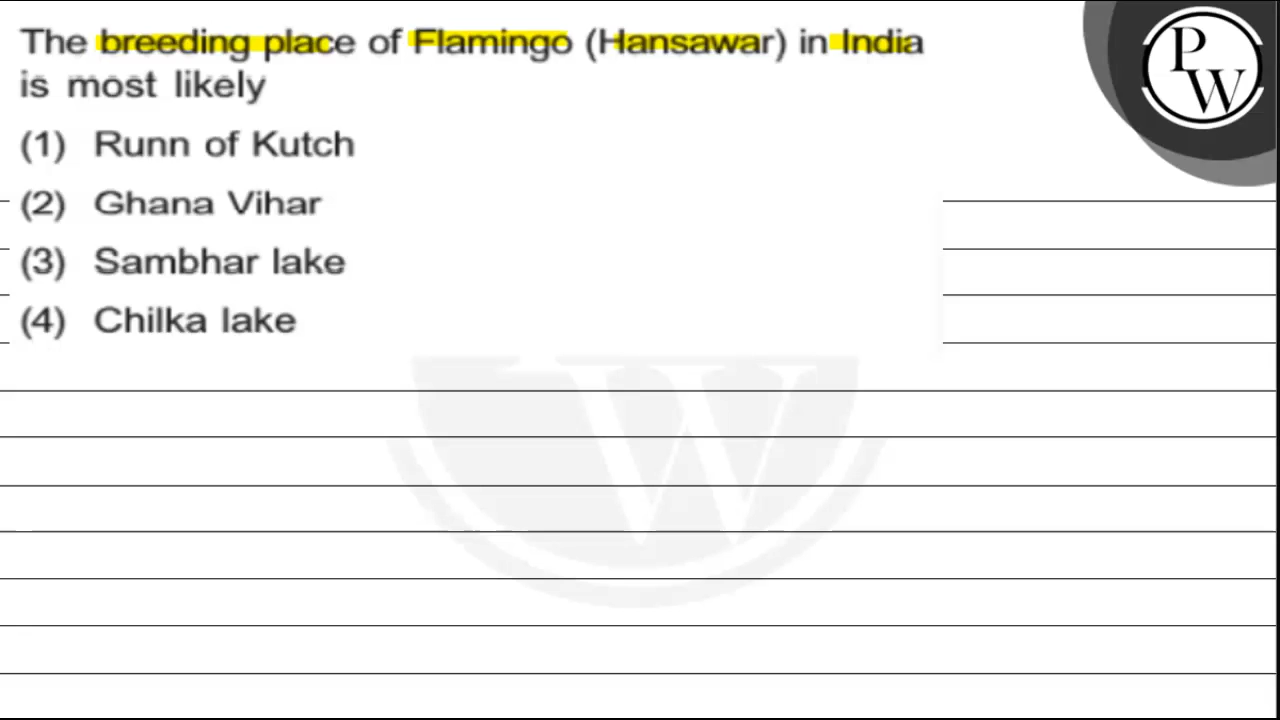 The breeding place of Flamingo (Hansawar) in India
is most likely
(1) Runn of Kutch
(2) Ghana Vihar
(3) Sambhar lake
(4) Chilka lake
P
W
W